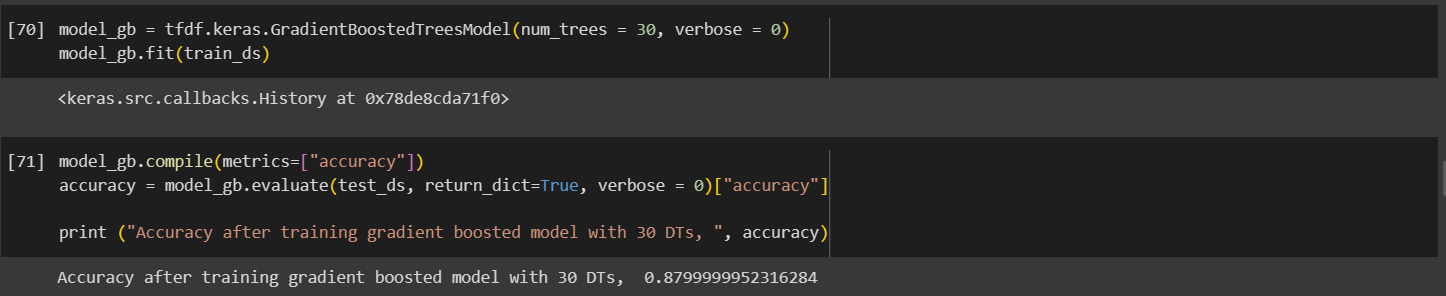 [70] model_gb = tfdf.keras.GradientBoostedTreesModel(num_trees = 30, verbose = 0)
model_gb.fit(train_ds)
<keras.src.callbacks.History at 0x78de8cda71f0>
[71] model_gb.compile(metrics=["accuracy"])
accuracy = model_gb.evaluate(test_ds, return_dict=True, verbose = 0)["accuracy"]
print ("Accuracy after training gradient boosted model with 30 DTs, ", accuracy)
Accuracy after training gradient boosted model with 30 DTs,  0.8799999952316284